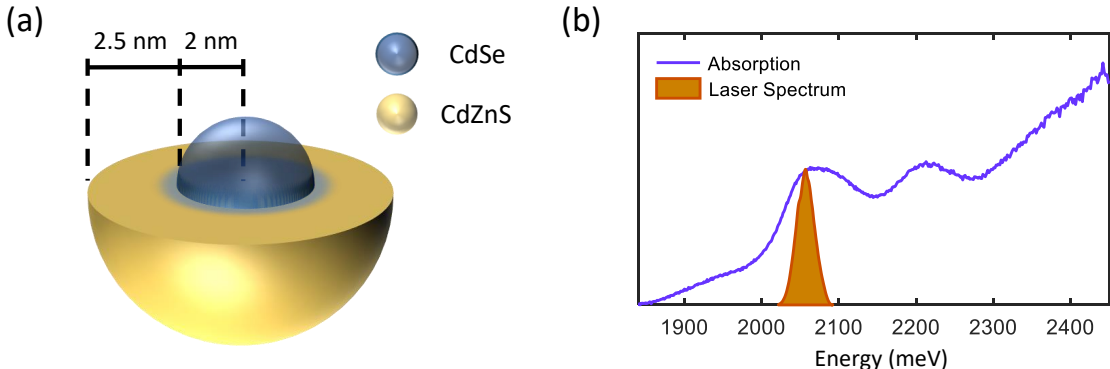 (a)
2.5 nm 2 nm
CdSe
CdZnS
(b)
Absorption
Laser Spectrum
1900 2000 2100 2200 2300 2400
Energy (meV)